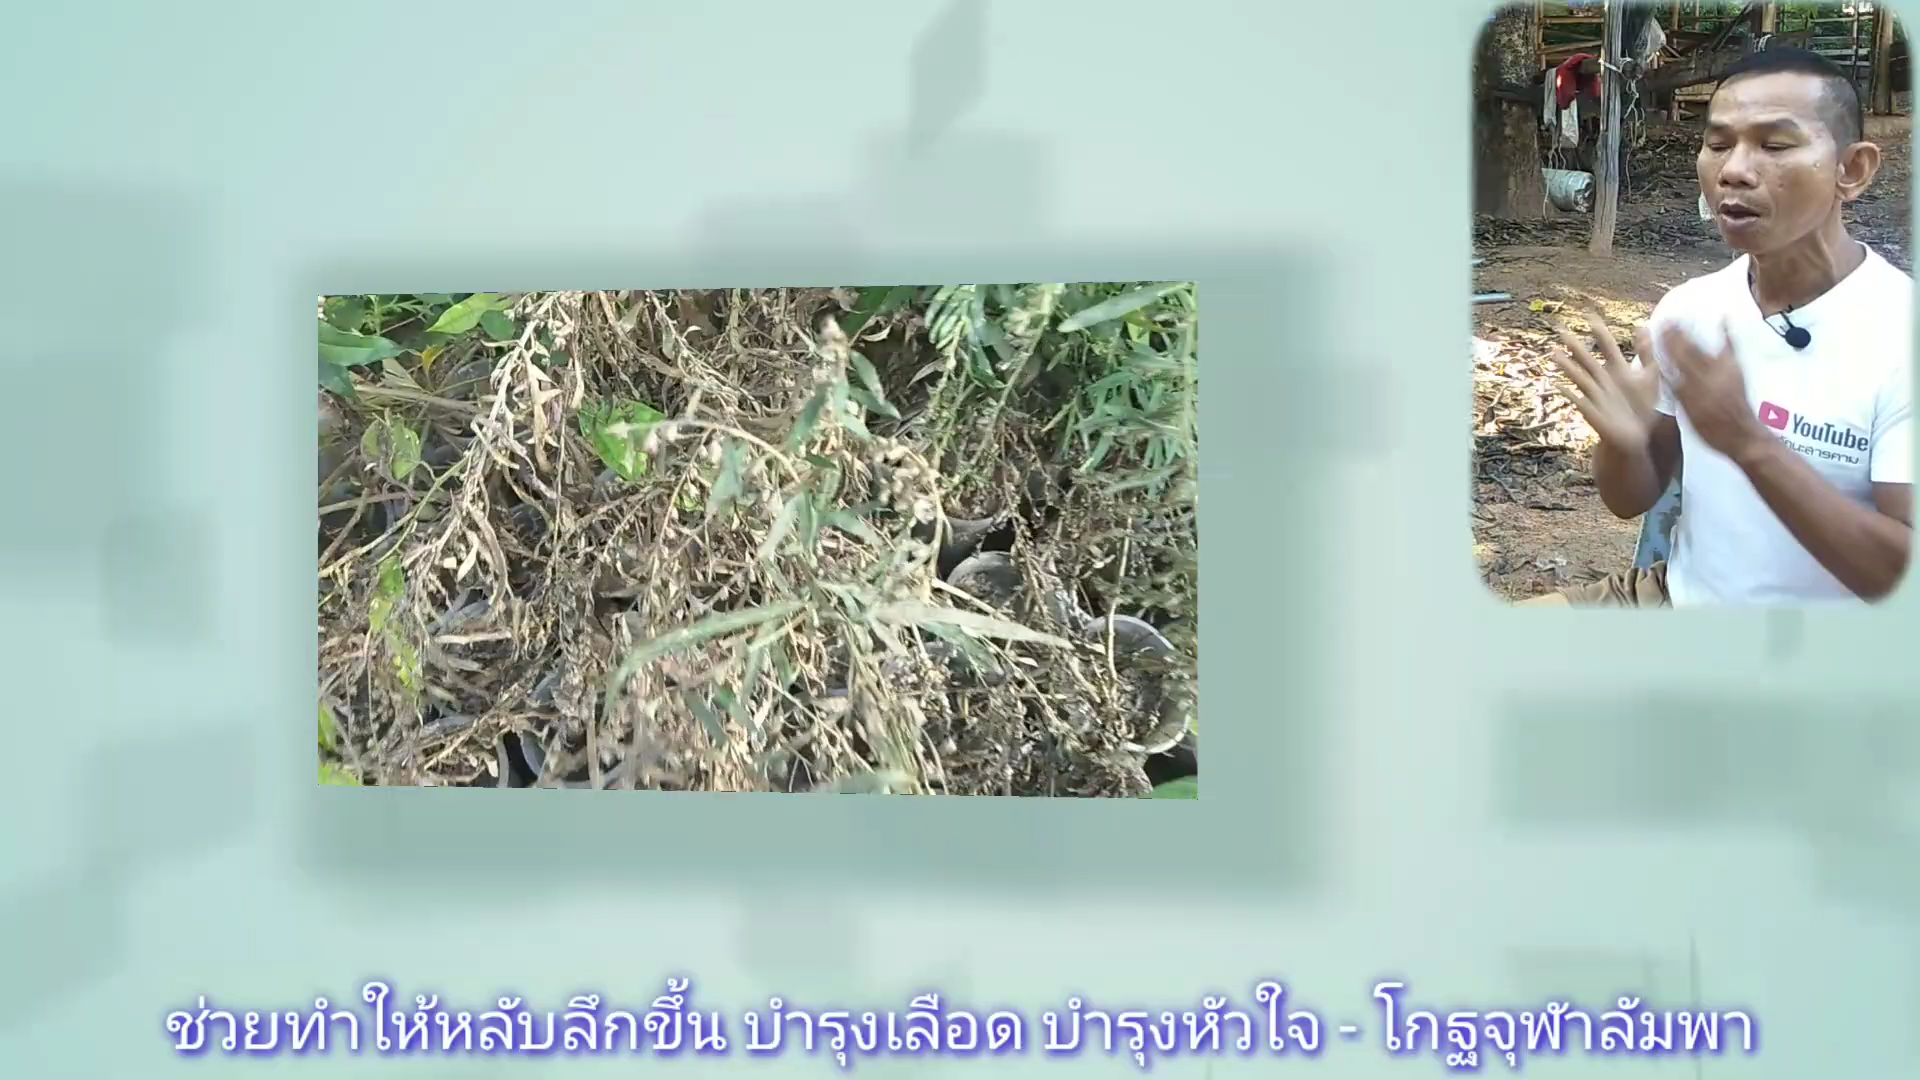 YouTube
ช่วยทำให้หลับลึกขึ้น บำรุงเลือด บำรุงหัวใจ - โกฐจุฬาลัมพา